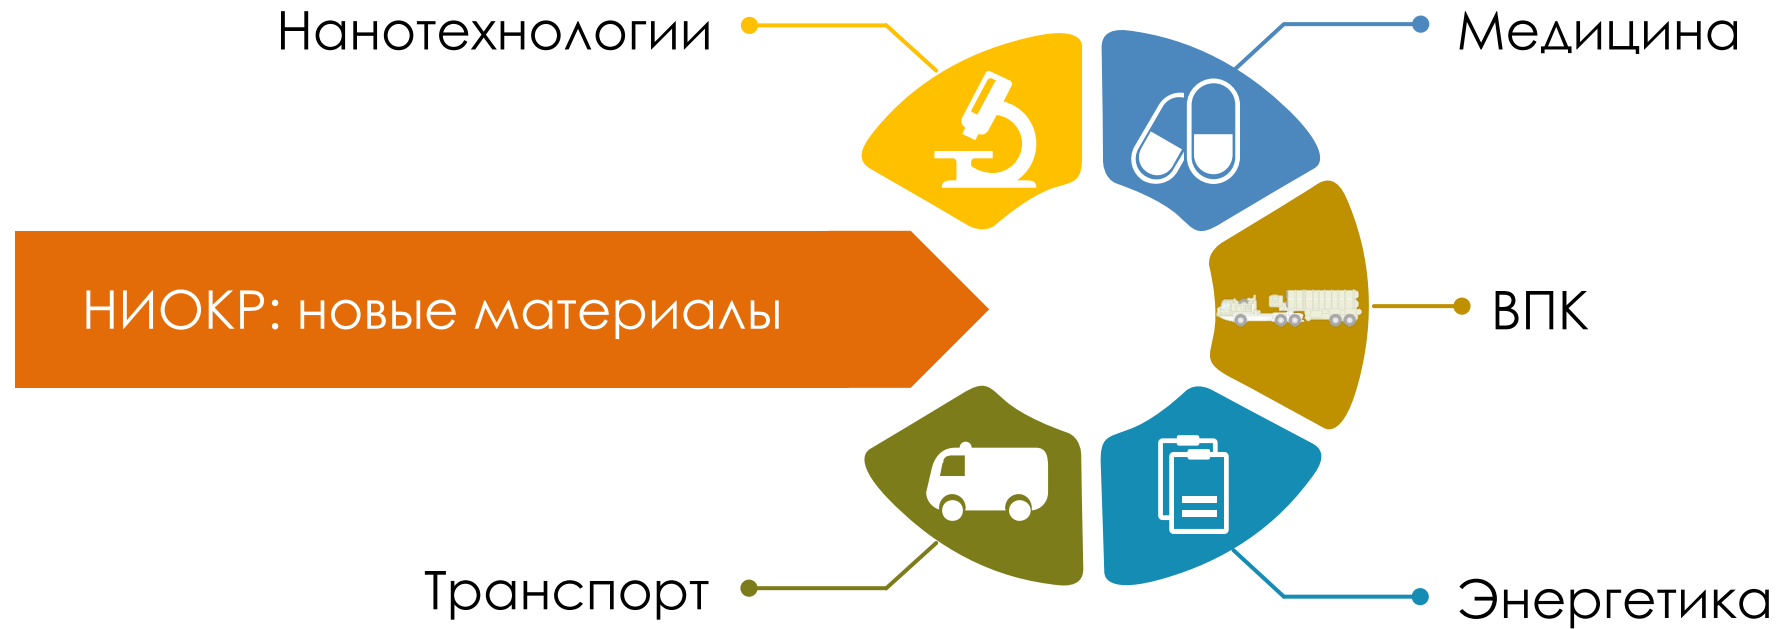 Нанотехнологии
Медицина
НИОКР: новые материалы
ВПК
Транспорт
Энергетика